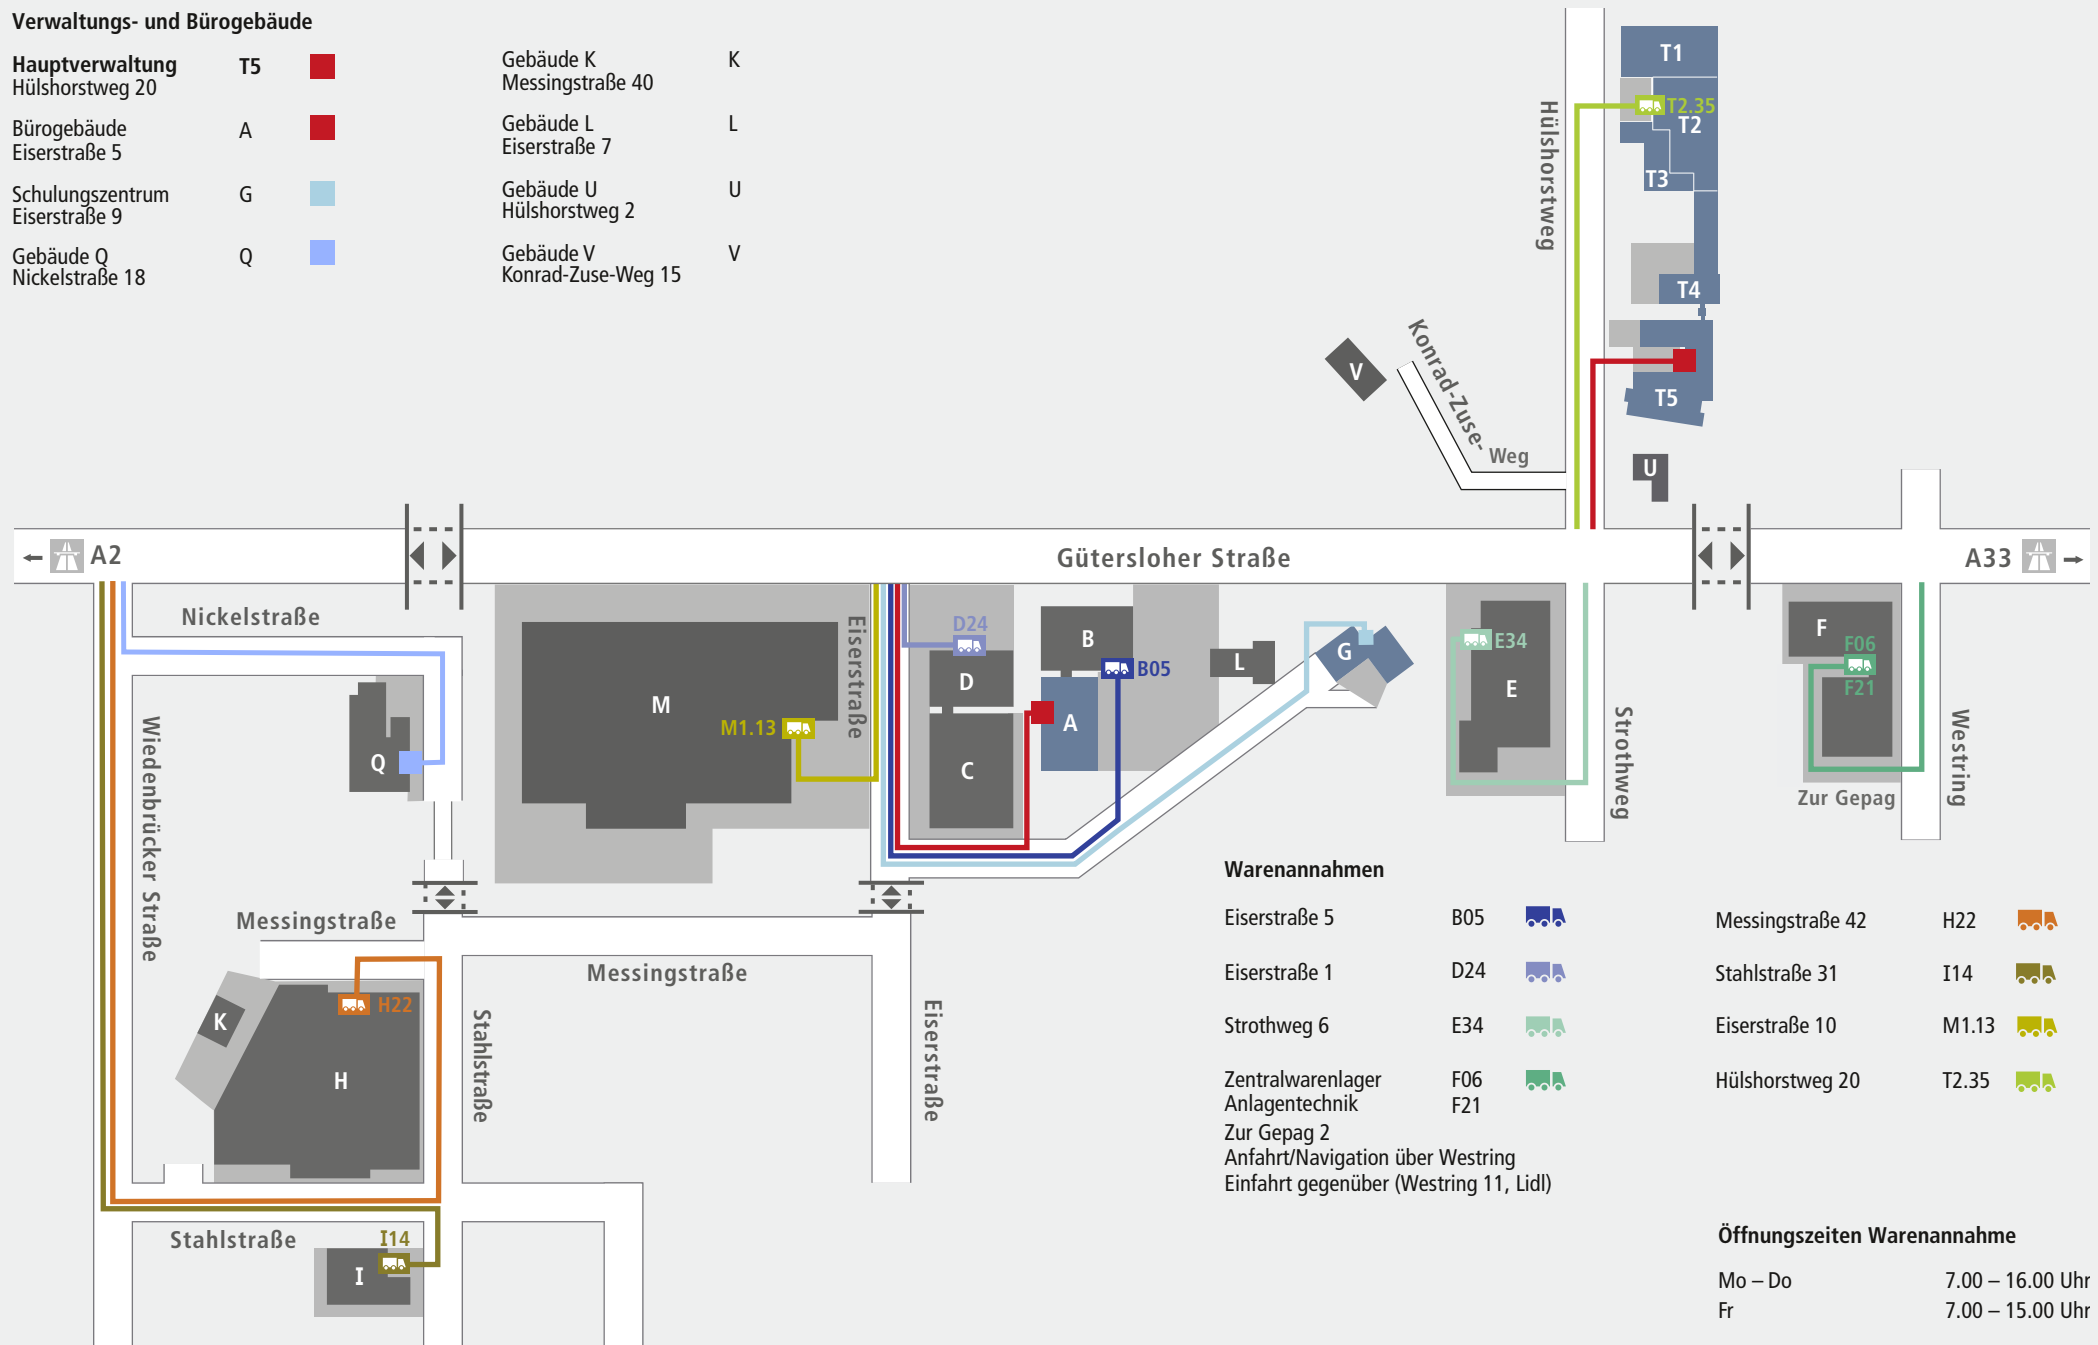 Verwaltungs- und Bürogebäude
Hauptverwaltung T5
Hülshorstweg 20
Bürogebäude A
Eiserstraße 5
Schulungszentrum G
Eiserstraße 9
Gebäude Q Q
Nickelstraße 18
Gebäude K K
Messingstraße 40
Gebäude L L
Eiserstraße 7
Gebäude U U
Hülshorstweg 2
Gebäude V V
Konrad-Zuse-Weg 15
T1
T2.35
T2
T3
T4
T5
Hülshorstweg
V
Konrad-Zuse-
Weg
U
A2
Gütersloher Straße
A33
Nickelstraße
Eiserstraße
D24
D
B
B05
L
G
E34
E
F
F06
F21
M
M1.13
A
C
Q
Wiedenbrücker Straße
Strothweg
Westring
Zur Gepag
Messingstraße
Messingstraße
K
H22
H
Stahlstraße
Eiserstraße
Stahlstraße
I14
I
Warenannahmen
Eiserstraße 5 B05
Eiserstraße 1 D24
Strothweg 6 E34
Zentralwarenlager F06
Anlagentechnik F21
Zur Gepag 2
Anfahrt/Navigation über Westring
Einfahrt gegenüber (Westring 11, Lidl)
Messingstraße 42 H22
Stahlstraße 31 I14
Eiserstraße 10 M1.13
Hülshorstweg 20 T2.35
Öffnungszeiten Warenannahme
Mo – Do 7.00 – 16.00 Uhr
Fr 7.00 – 15.00 Uhr